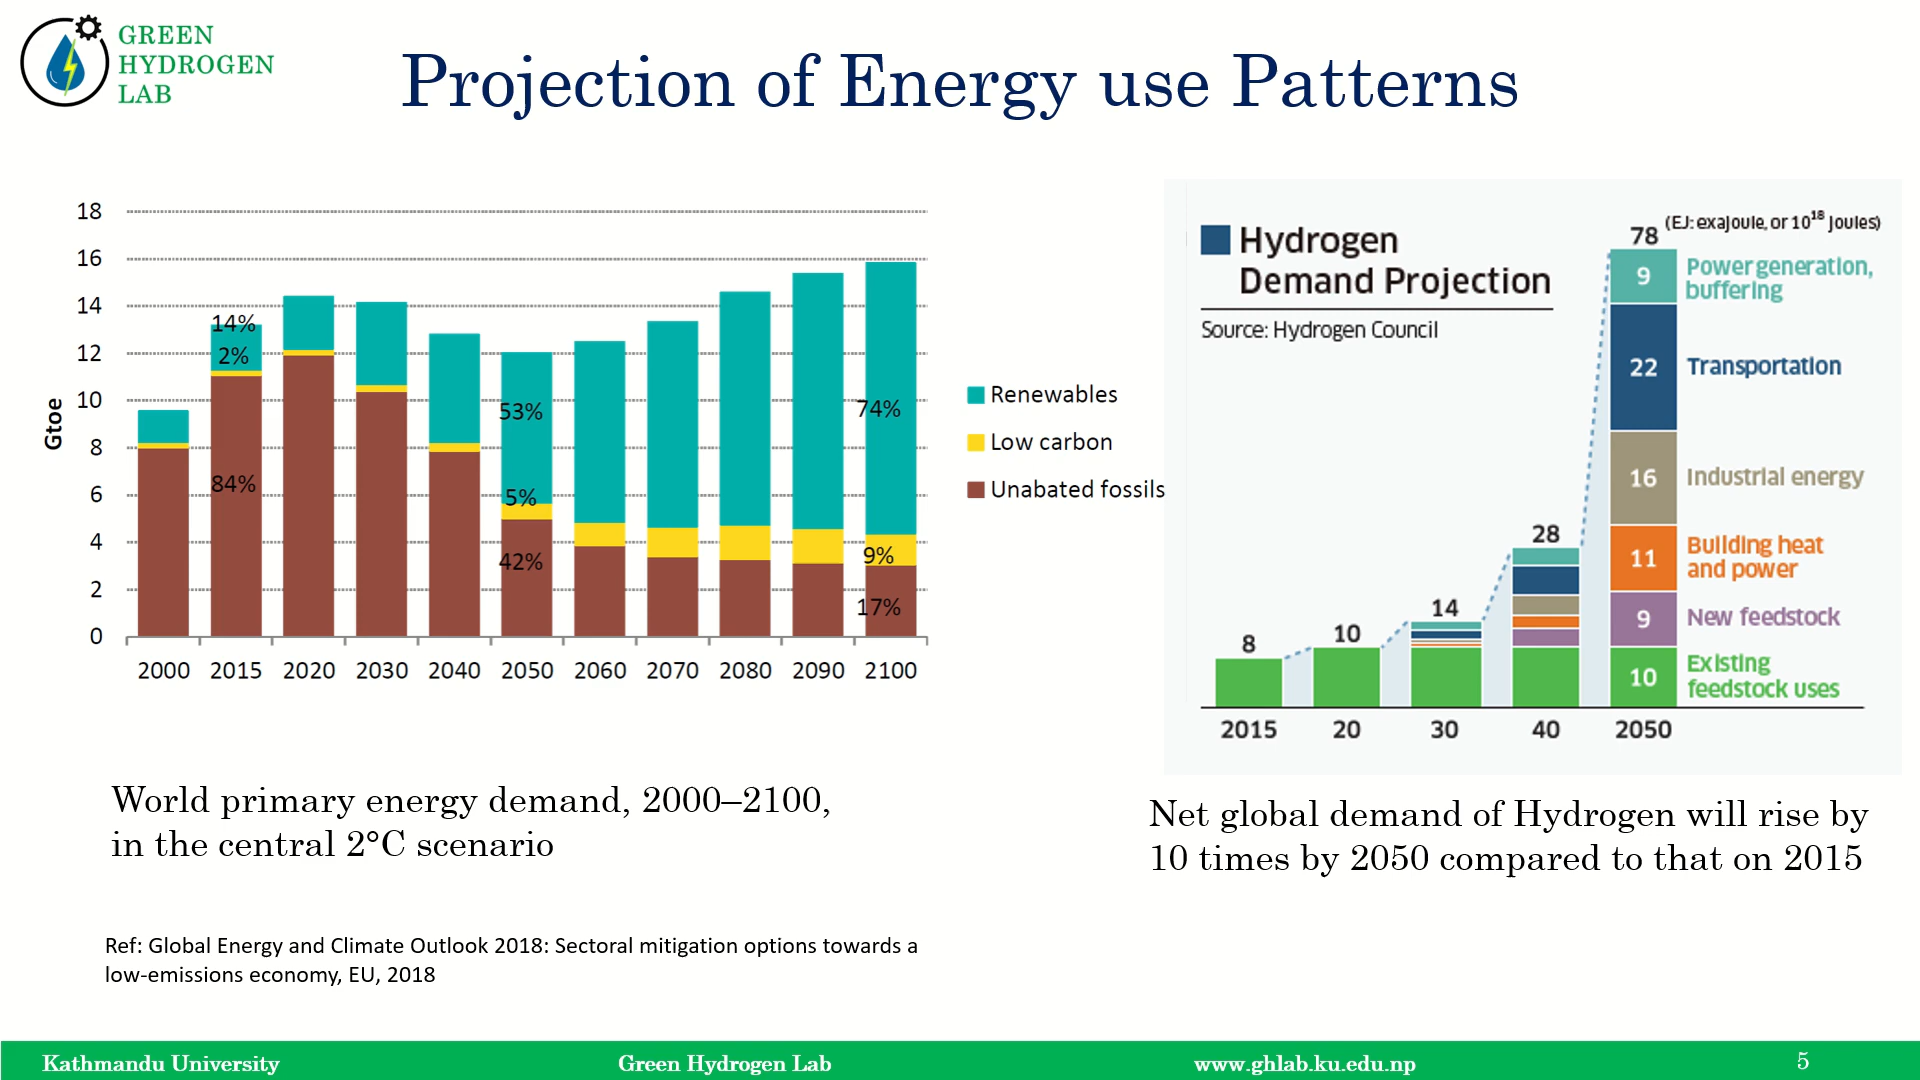 GREEN
HYDROGEN
LAB
Projection of Energy use Patterns
18
16
14
12
10
8
6
4
2
0
Gtoe
14%
2%
84%
53%
5%
42%
74%
9%
17%
2000 2015 2020 2030 2040 2050 2060 2070 2080 2090 2100
Renewables
Low carbon
Unabated fossils
World primary energy demand, 2000–2100,
in the central 2°C scenario
Ref: Global Energy and Climate Outlook 2018: Sectoral mitigation options towards a
low-emissions economy, EU, 2018
Hydrogen
Demand Projection
Source: Hydrogen Council
(EJ: exajoule, or 10¹⁸ joules)
78
9 Power generation,
buffering
22 Transportation
16 Industrial energy
11 Building heat
and power
9 New feedstock
10 Existing
feedstock uses
28
14
10
8
2015 20 30 40 2050
Net global demand of Hydrogen will rise by
10 times by 2050 compared to that on 2015
Kathmandu University Green Hydrogen Lab www.ghlab.ku.edu.np 5